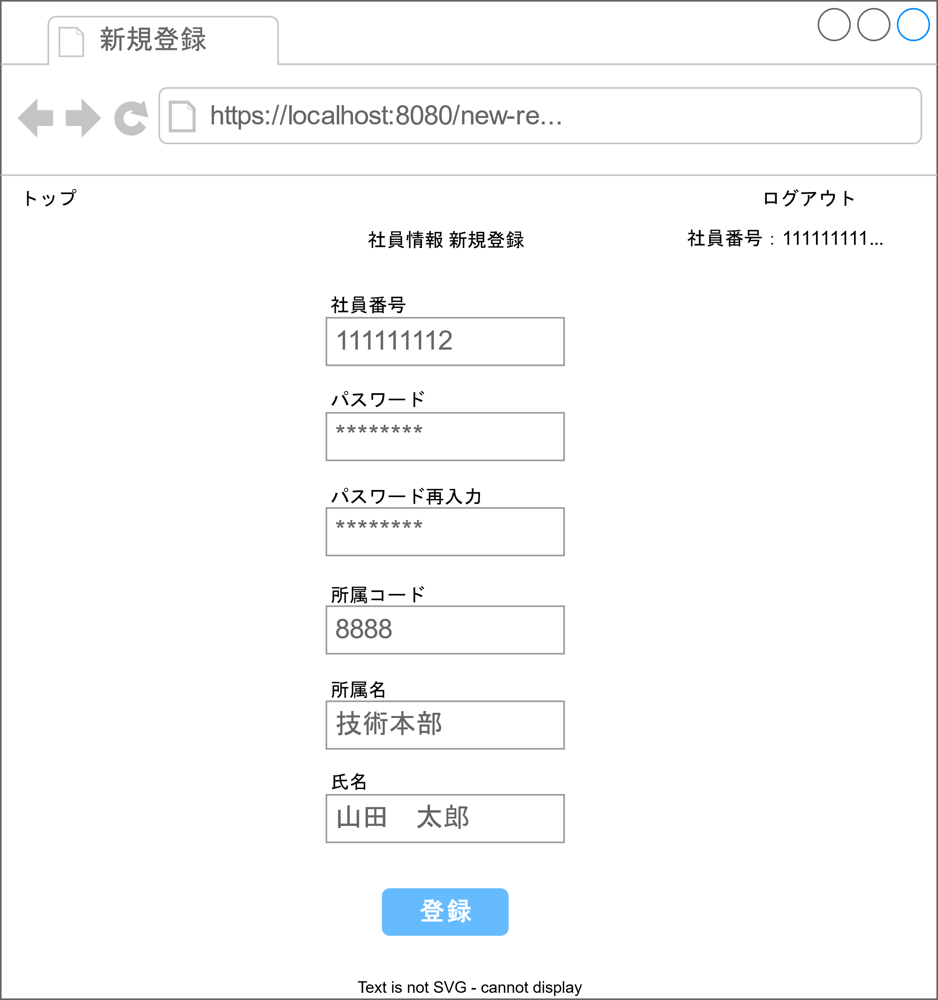 新規登録
https://localhost:8080/new-re...
トップ
ログアウト
社員情報 新規登録
社員番号：111111111...
社員番号
111111112
パスワード
********
パスワード再入力
********
所属コード
8888
所属名
技術本部
氏名
山田　太郎
登録
Text is not SVG - cannot display